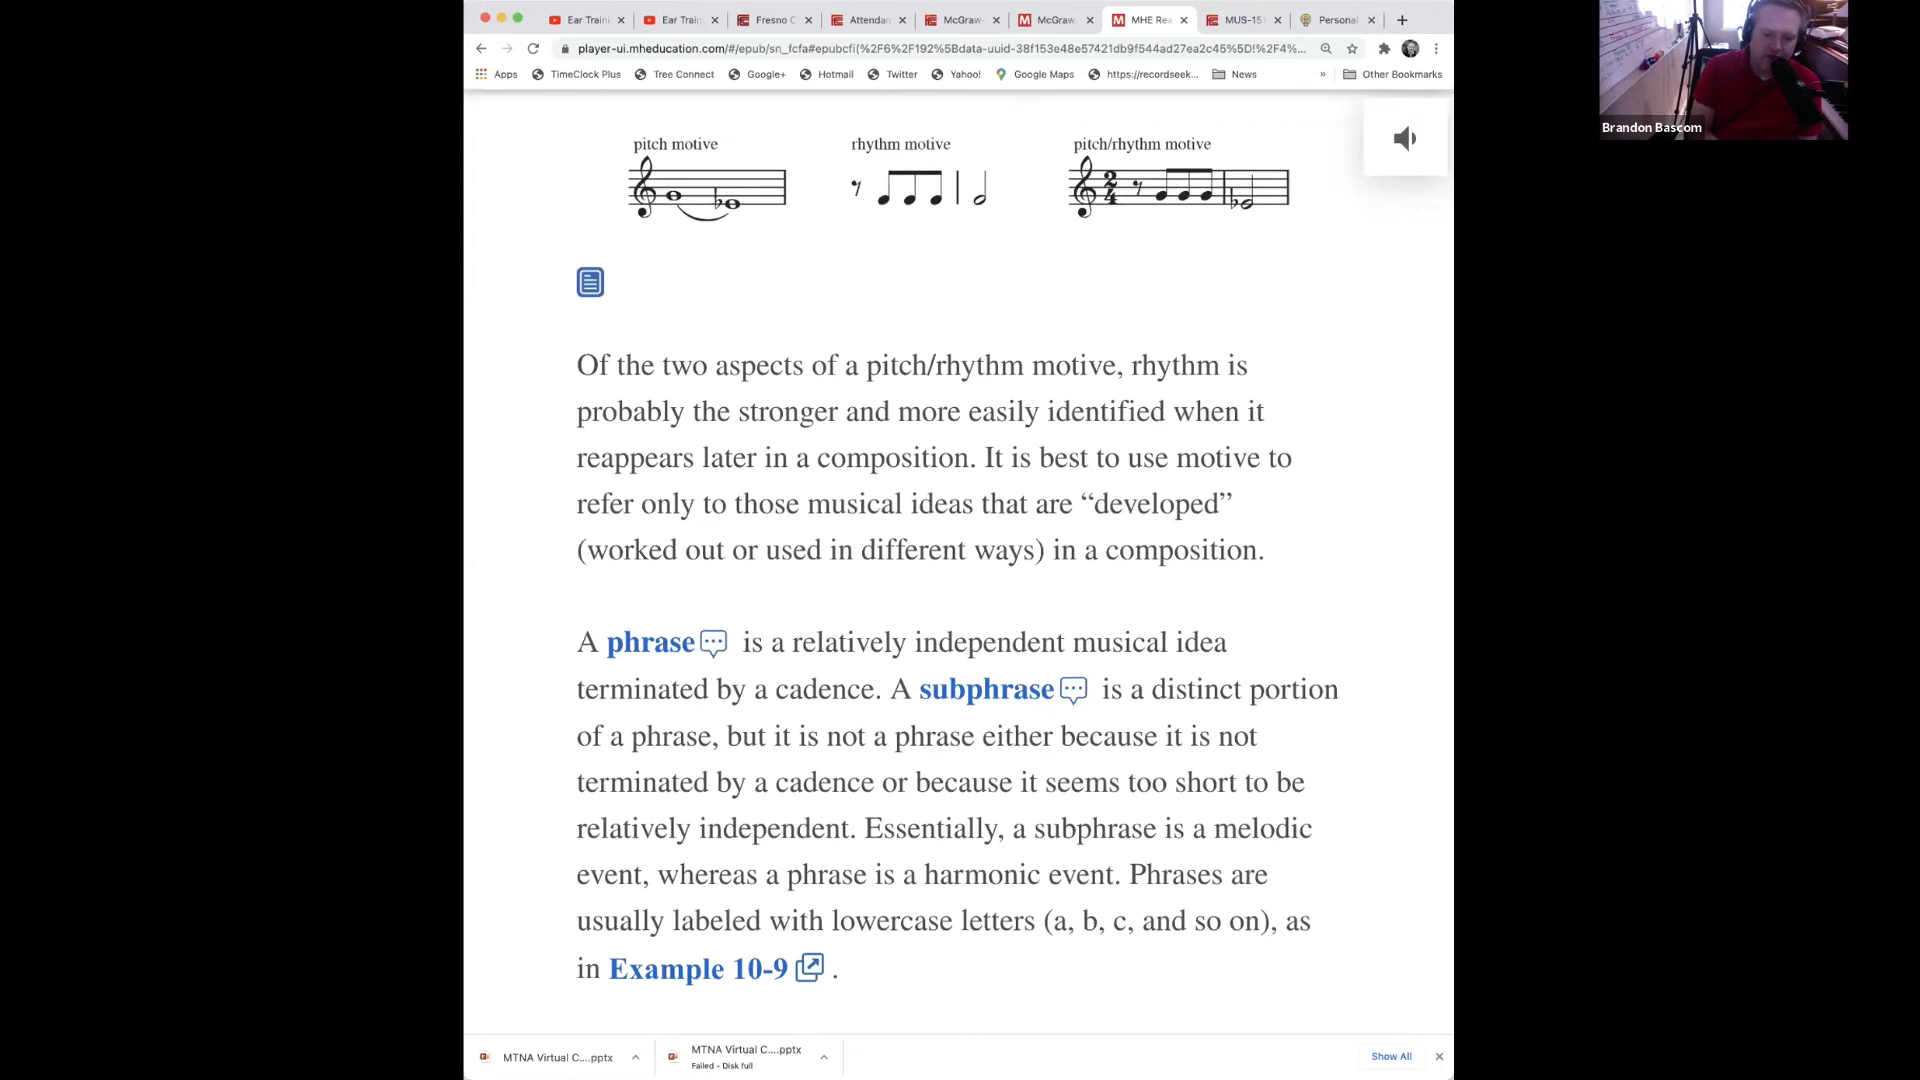 Ear Traini
Ear Train
Fresno C
Attendan
McGraw-
McGraw
MHE Rea
MUS-15
Personal
player-ui.mheducation.com/#/epub/sn_fcfa#epubcfi(%2F6%2F192%5Bdata-uuid-38f153e48e57421db9f544ad27ea2c45%5D!%2F4%...
Apps
TimeClock Plus
Tree Connect
Google+
Hotmail
Twitter
Yahoo!
Google Maps
https://recordseek...
News
»
Other Bookmarks
Brandon Bascom
pitch motive
rhythm motive
pitch/rhythm motive
2
4
Of the two aspects of a pitch/rhythm motive, rhythm is
probably the stronger and more easily identified when it
reappears later in a composition. It is best to use motive to
refer only to those musical ideas that are “developed”
(worked out or used in different ways) in a composition.
A phrase is a relatively independent musical idea
terminated by a cadence. A subphrase is a distinct portion
of a phrase, but it is not a phrase either because it is not
terminated by a cadence or because it seems too short to be
relatively independent. Essentially, a subphrase is a melodic
event, whereas a phrase is a harmonic event. Phrases are
usually labeled with lowercase letters (a, b, c, and so on), as
in Example 10-9 .
MTNA Virtual C....pptx
MTNA Virtual C....pptx
Failed - Disk full
Show All